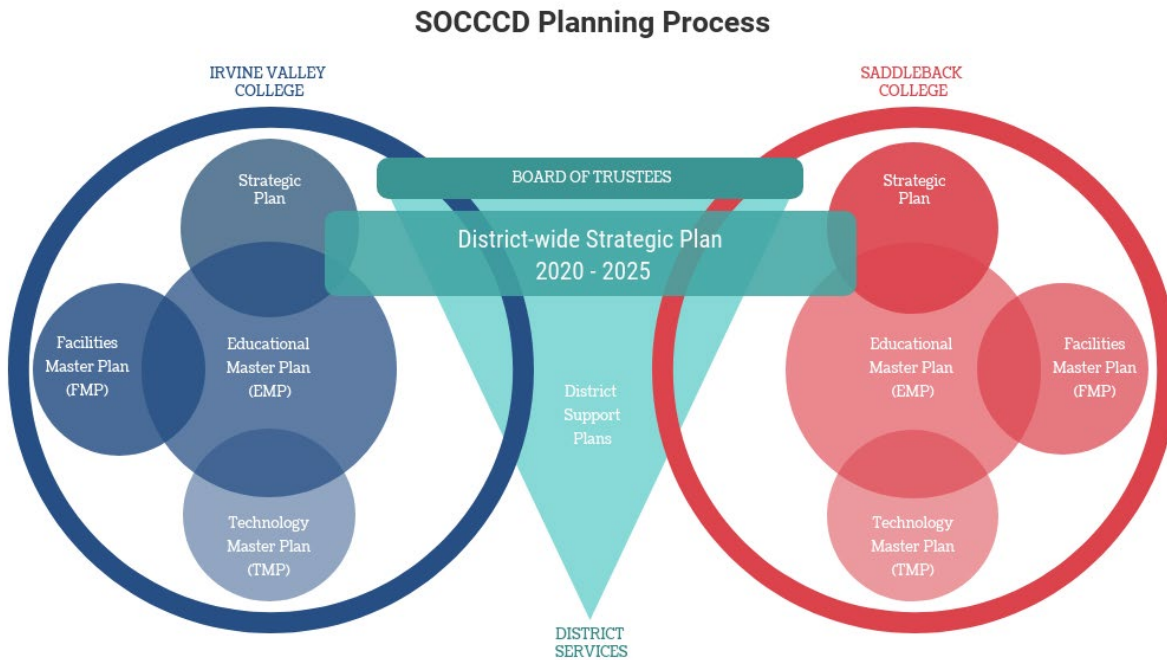 SOCCCD Planning Process
IRVINE VALLEY
COLLEGE
SADDLEBACK
COLLEGE
BOARD OF TRUSTEES
Strategic
Plan
Strategic
Plan
District-wide Strategic Plan
2020 - 2025
Facilities
Master Plan
(FMP)
Educational
Master Plan
(EMP)
District
Support
Plans
Educational
Master Plan
(EMP)
Facilities
Master Plan
(FMP)
Technology
Master Plan
(TMP)
Technology
Master Plan
(TMP)
DISTRICT
SERVICES